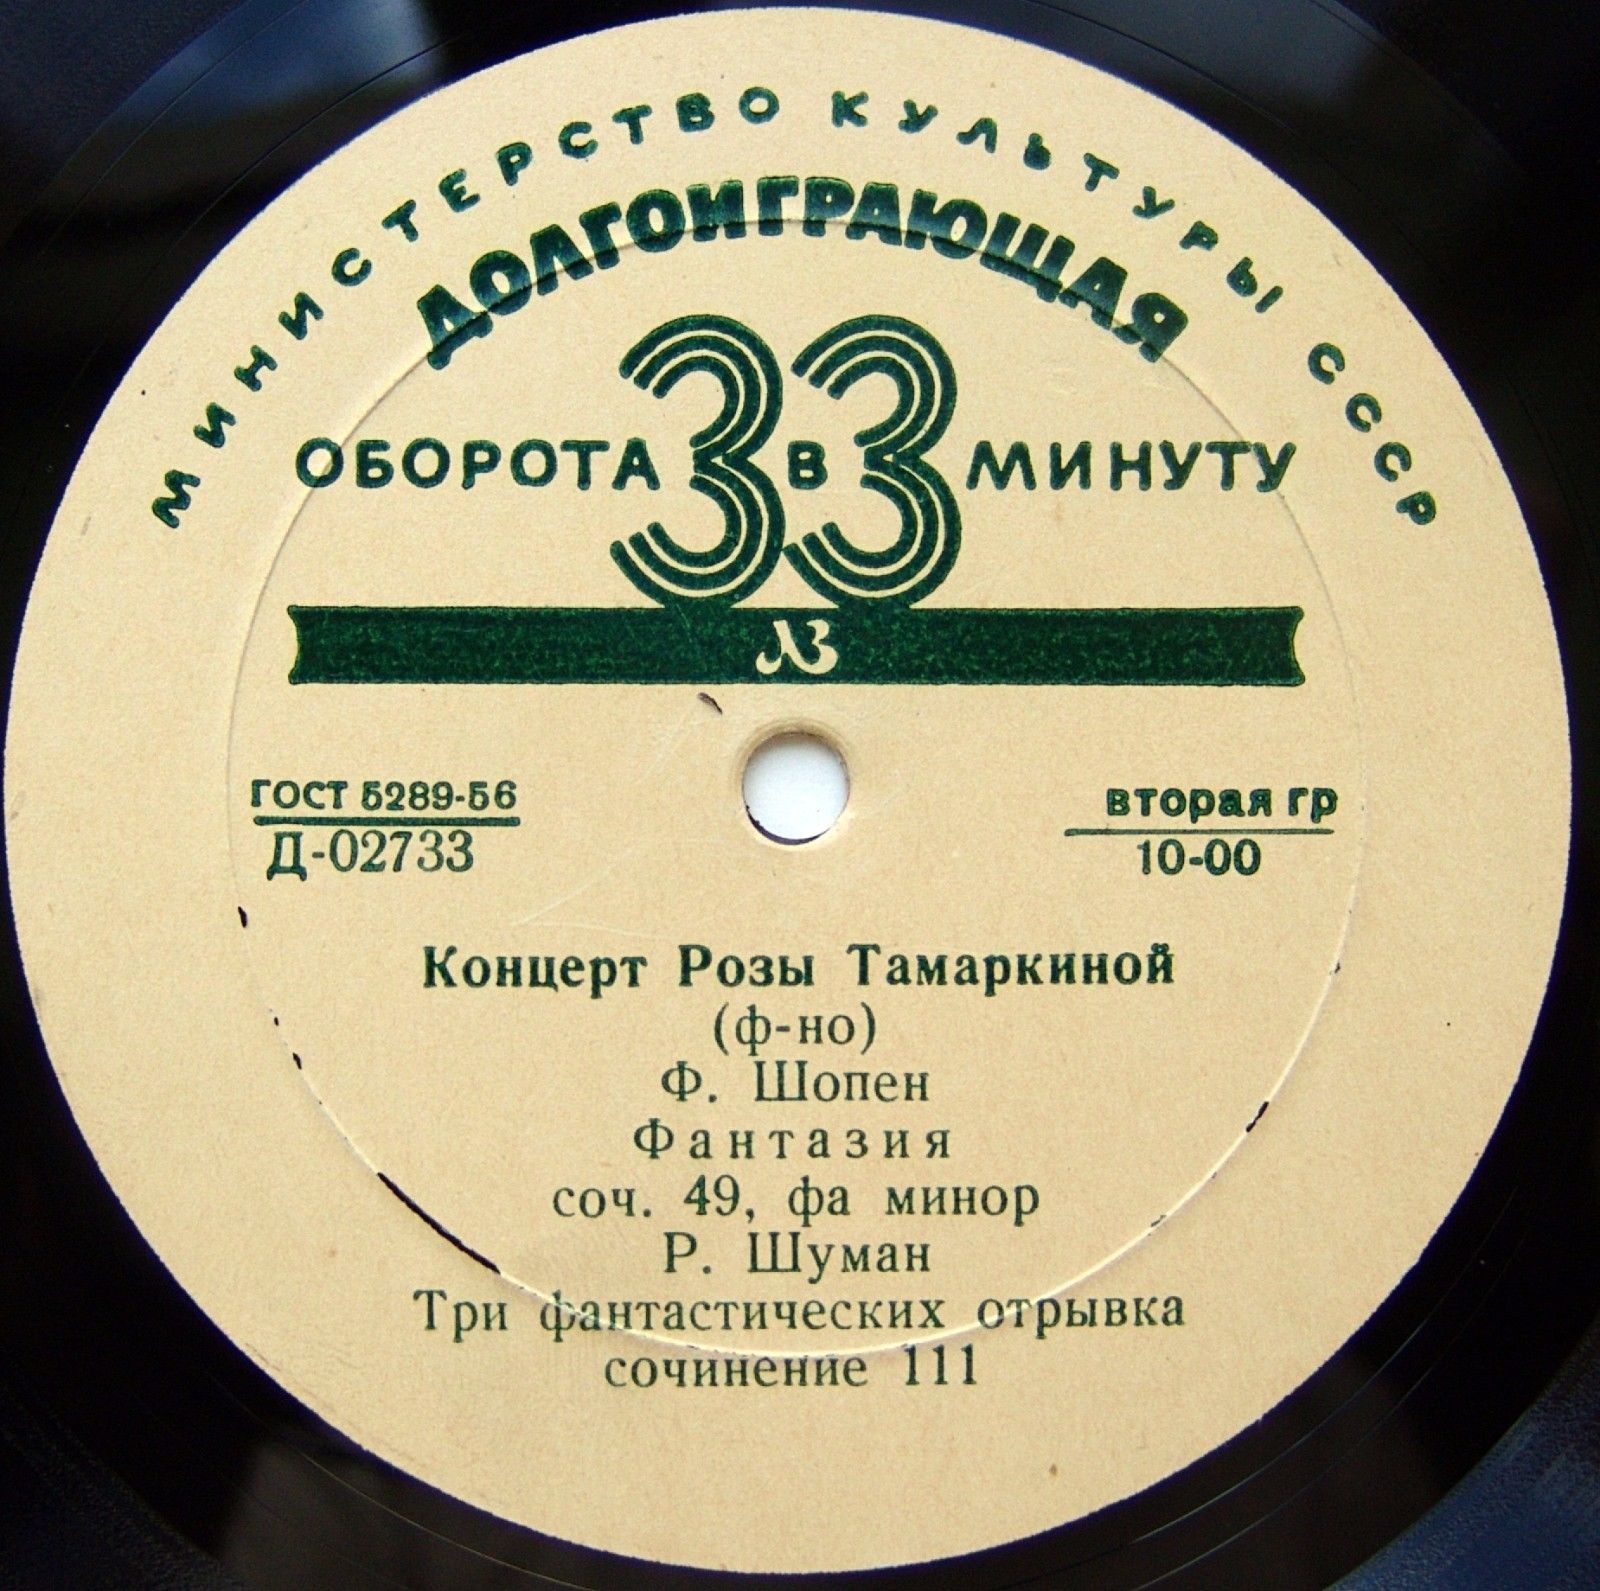 МИНИСТЕРСТВО КУЛЬТУРЫ СССР
ДОЛГОИГРАЮЩАЯ
33
ОБОРОТА В МИНУТУ
ЛЗ
ГОСТ 5289-56
Д-02733
вторая гр
10-00
Концерт Розы Тамаркиной
(ф-но)
Ф. Шопен
Фантазия
соч. 49, фа минор
Р. Шуман
Три фантастических отрывка
сочинение 111